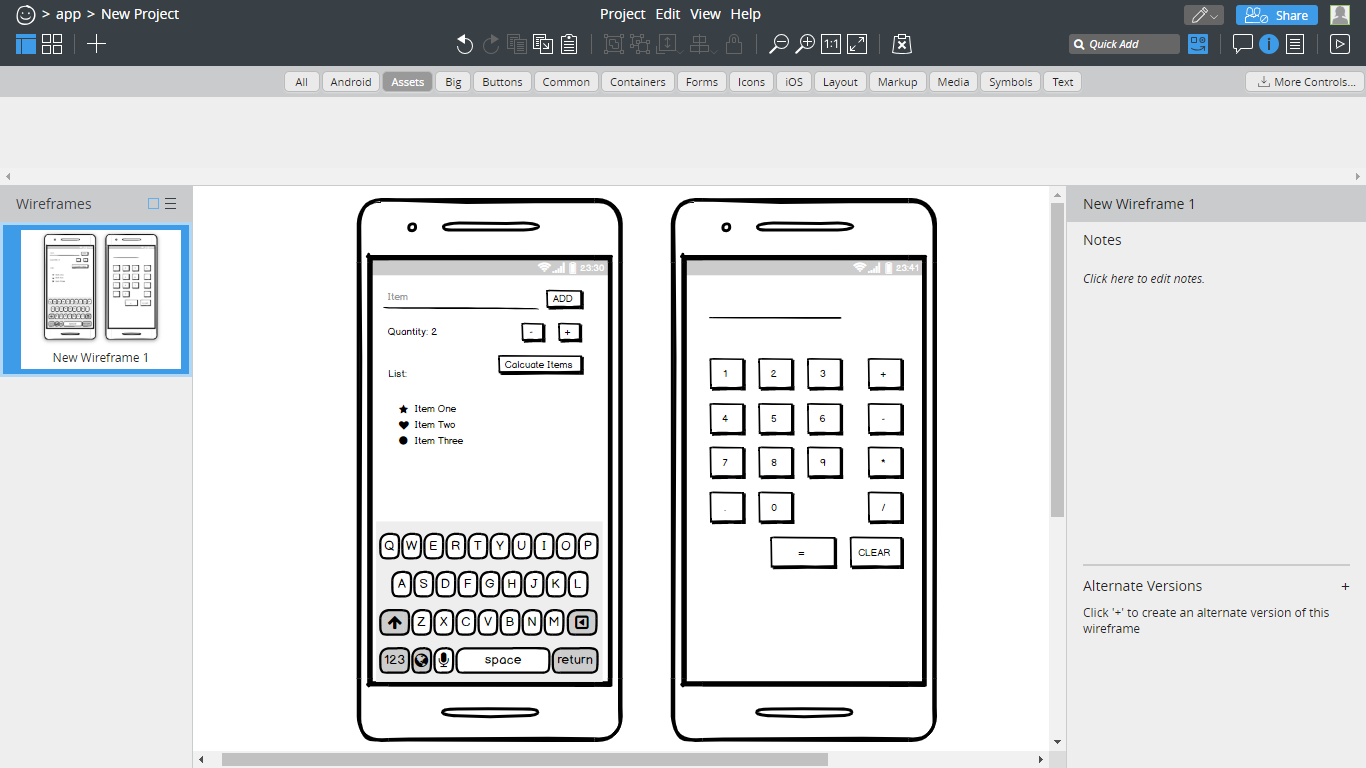 > app > New Project
Project Edit View Help
Share
1:1
Quick Add
All Android Assets Big Buttons Common Containers Forms Icons iOS Layout Markup Media Symbols Text
More Controls...
Wireframes
New Wireframe 1
23:30
Item
ADD
Quantity: 2
- +
Calcuate Items
List:
Item One
Item Two
Item Three
Q W E R T Y U I O P
A S D F G H J K L
Z X C V B N M
123 space return
23:41
1 2 3 +
4 5 6 -
7 8 9 *
. 0 /
= CLEAR
New Wireframe 1
Notes
Click here to edit notes.
Alternate Versions +
Click '+' to create an alternate version of this
wireframe